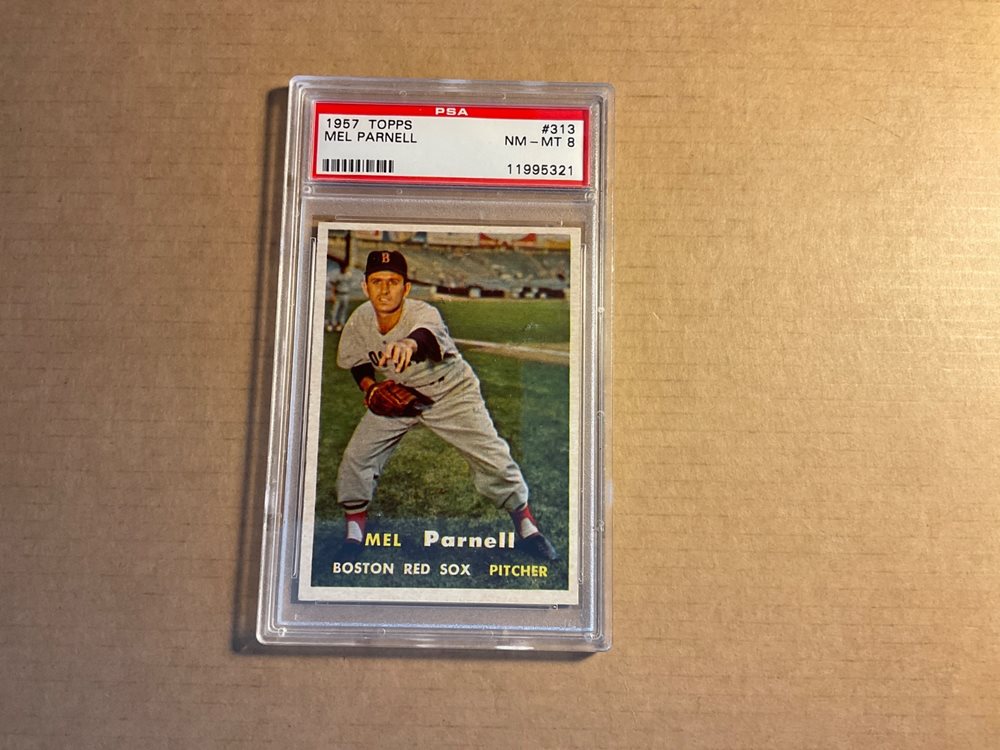 PSA
1957 TOPPS #313
MEL PARNELL NM-MT 8
11995321
B
MEL Parnell
BOSTON RED SOX PITCHER